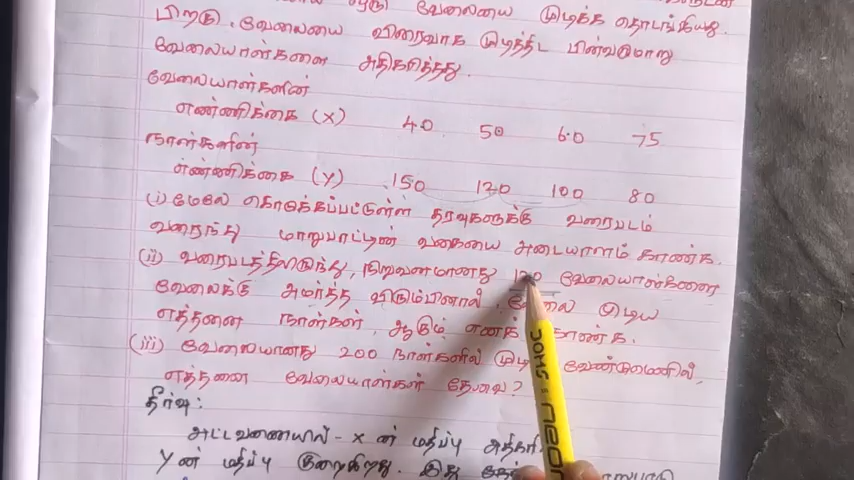 வேலையை முடிக்க தொடங்கியது.
பிறகு, வேலையை விரைவாக முடித்திட பின்வருமாறு
வேலையாள்களை அதிகரித்தது.
வேலையாள்களின்
எண்ணிக்கை (X) 40 50 60 75
நாள்களின்
எண்ணிக்கை (Y) 150 120 100 80
(i) மேலே கொடுக்கப்பட்டுள்ள தரவுகளுக்கு வரைபடம்
வரைந்து மாறுபாட்டின் வகையை அடையாளம் காண்க.
(ii) வரைபடத்திலிருந்து, நிறுவனமானது 120 வேலையாள்களை
வேலைக்கு அமர்த்த விரும்பினால், வேலை முடிய
எத்தனை நாள்கள் ஆகும் எனக் காண்க.
(iii) வேலையானது 200 நாள்களில் வேண்டுமெனில்,
எத்தனை வேலையாள்கள் தேவை?
தீர்வு:
அட்டவணையில் - x ன் மதிப்பு
y ன் மதிப்பு குறைகிறது. இது
NATARAJ